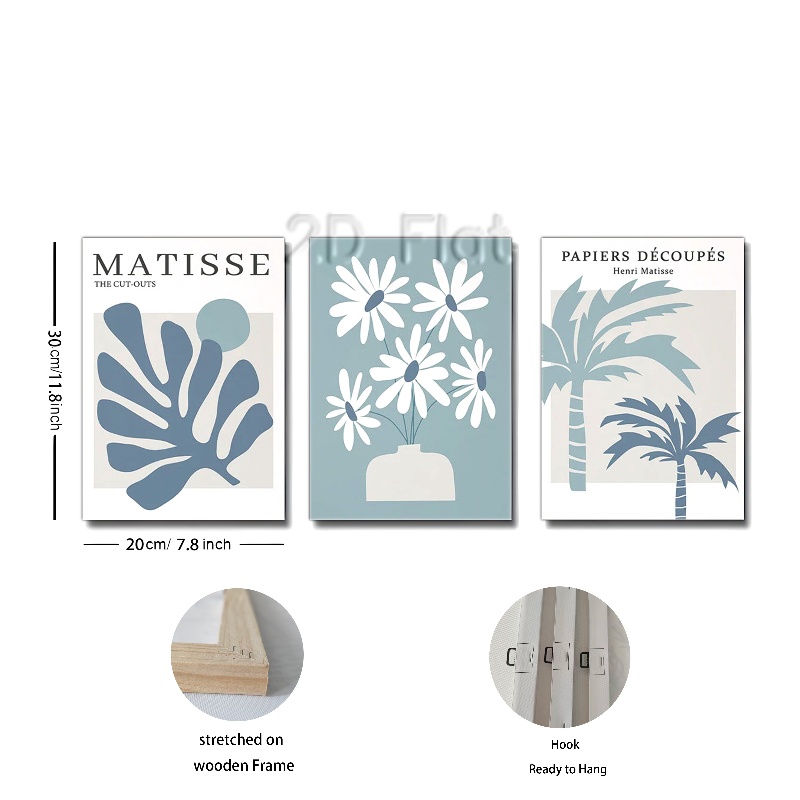 2.D Flat
MATISSE
THE CUT-OUTS
PAPIERS DÉCOUPÉS
Henri Matisse
30cm/11.8inch
20cm/ 7.8 inch
stretched on
wooden Frame
Hook
Ready to Hang